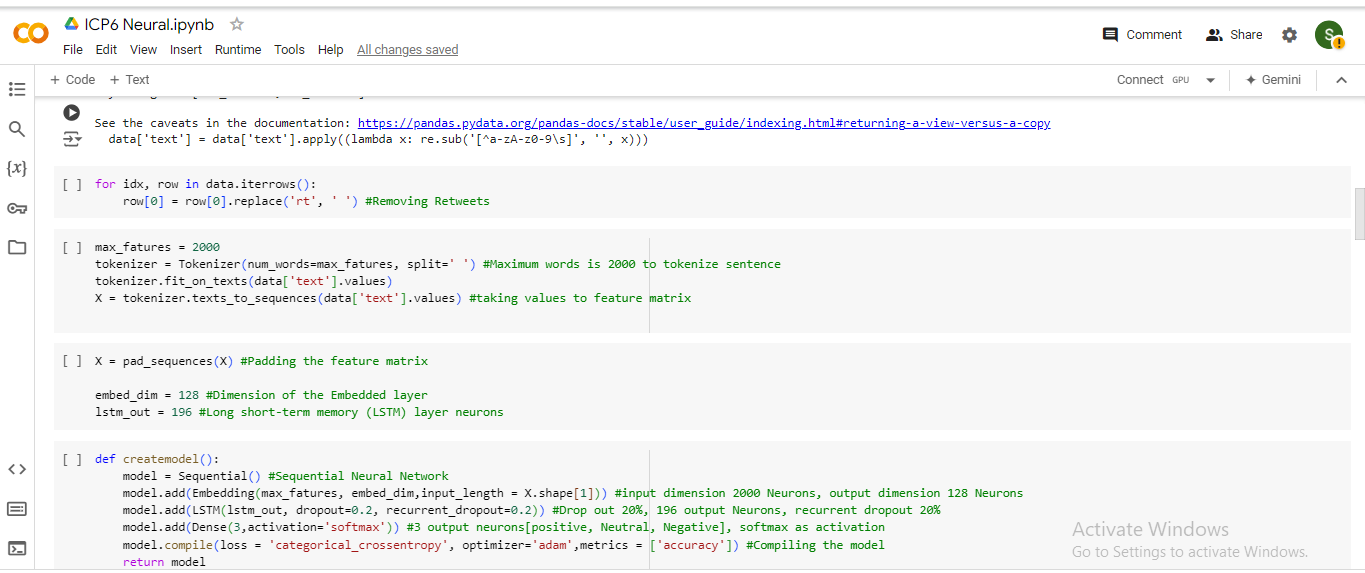 ICP6 Neural.ipynb
File Edit View Insert Runtime Tools Help All changes saved
Comment Share S
+ Code + Text
Connect GPU Gemini
See the caveats in the documentation: https://pandas.pydata.org/pandas-docs/stable/user_guide/indexing.html#returning-a-view-versus-a-copy
data['text'] = data['text'].apply((lambda x: re.sub('[^a-zA-z0-9\s]', '', x)))
[ ] for idx, row in data.iterrows():
row[0] = row[0].replace('rt', ' ') #Removing Retweets
[ ] max_fatures = 2000
tokenizer = Tokenizer(num_words=max_fatures, split=' ') #Maximum words is 2000 to tokenize sentence
tokenizer.fit_on_texts(data['text'].values)
X = tokenizer.texts_to_sequences(data['text'].values) #taking values to feature matrix
[ ] X = pad_sequences(X) #Padding the feature matrix
embed_dim = 128 #Dimension of the Embedded layer
lstm_out = 196 #Long short-term memory (LSTM) layer neurons
[ ] def createmodel():
model = Sequential() #Sequential Neural Network
model.add(Embedding(max_fatures, embed_dim,input_length = X.shape[1])) #input dimension 2000 Neurons, output dimension 128 Neurons
model.add(LSTM(lstm_out, dropout=0.2, recurrent_dropout=0.2)) #Drop out 20%, 196 output Neurons, recurrent dropout 20%
model.add(Dense(3,activation='softmax')) #3 output neurons[positive, Neutral, Negative], softmax as activation
model.compile(loss = 'categorical_crossentropy', optimizer='adam',metrics = ['accuracy']) #Compiling the model
return model
Activate Windows
Go to Settings to activate Windows.